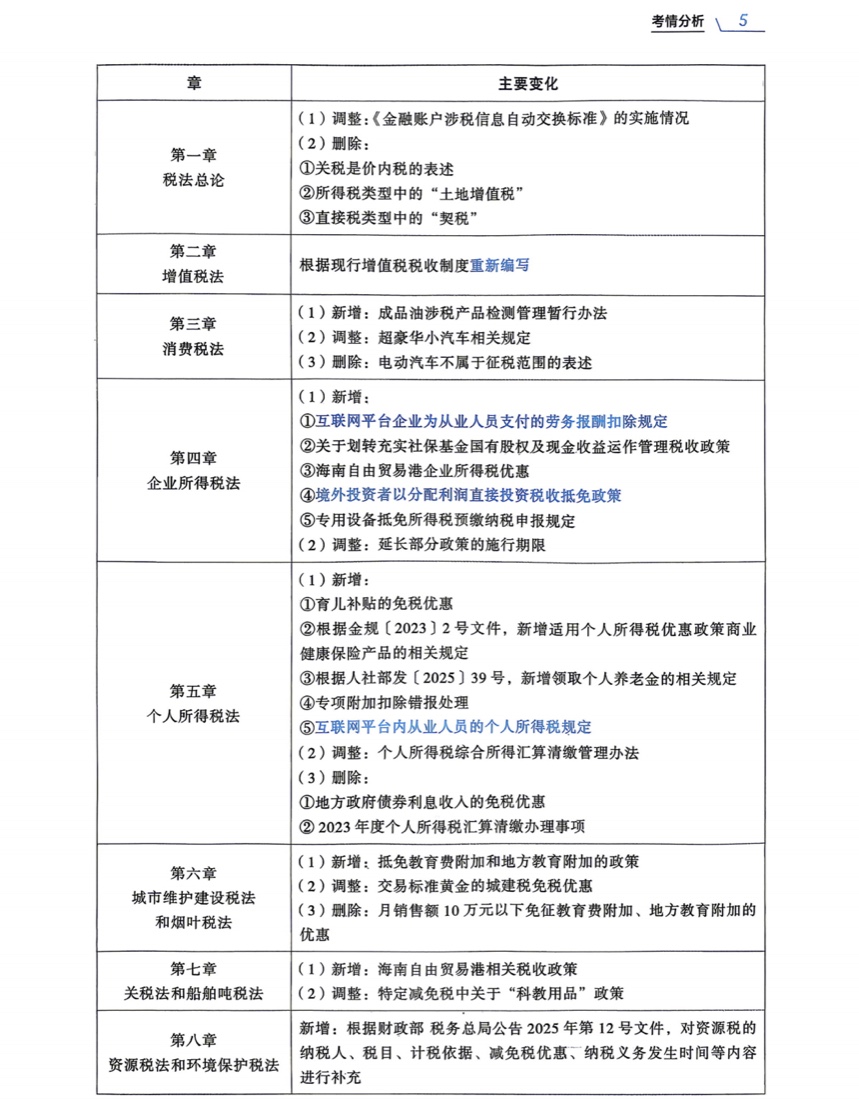 考情分析 5
章 主要变化
第一章
税法总论
（1）调整：《金融账户涉税信息自动交换标准》的实施情况
（2）删除：
①关税是价内税的表述
②所得税类型中的“土地增值税”
③直接税类型中的“契税”
第二章
增值税法
根据现行增值税税收制度重新编写
第三章
消费税法
（1）新增：成品油涉税产品检测管理暂行办法
（2）调整：超豪华小汽车相关规定
（3）删除：电动汽车不属于征税范围的表述
第四章
企业所得税法
（1）新增：
①互联网平台企业为从业人员支付的劳务报酬扣除规定
②关于划转充实社保基金国有股权及现金收益运作管理税收政策
③海南自由贸易港企业所得税优惠
④境外投资者以分配利润直接投资税收抵免政策
⑤专用设备抵免所得税预缴纳税申报规定
（2）调整：延长部分政策的施行期限
第五章
个人所得税法
（1）新增：
①育儿补贴的免税优惠
②根据金规〔2023〕2号文件，新增适用个人所得税优惠政策商业
健康保险产品的相关规定
③根据人社部发〔2025〕39号，新增领取个人养老金的相关规定
④专项附加扣除错报处理
⑤互联网平台内从业人员的个人所得税规定
（2）调整：个人所得税综合所得汇算清缴管理办法
（3）删除：
①地方政府债券利息收入的免税优惠
②2023年度个人所得税汇算清缴办理事项
第六章
城市维护建设税法
和烟叶税法
（1）新增：抵免教育费附加和地方教育附加的政策
（2）调整：交易标准黄金的城建税免税优惠
（3）删除：月销售额10万元以下免征教育费附加、地方教育附加的
优惠
第七章
关税法和船舶吨税法
（1）新增：海南自由贸易港相关税收政策
（2）调整：特定减免税中关于“科教用品”政策
第八章
资源税法和环境保护税法
新增：根据财政部 税务总局公告2025年第12号文件，对资源税的
纳税人、税目、计税依据、减免税优惠、纳税义务发生时间等内容
进行补充